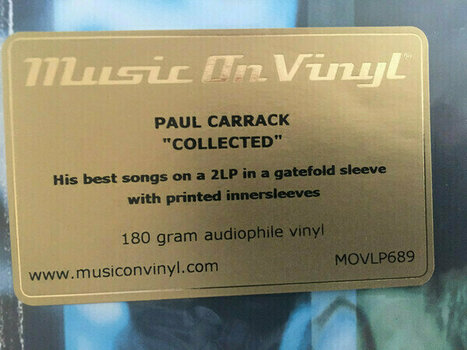 Music On Vinyl™
PAUL CARRACK
"COLLECTED"
His best songs on a 2LP in a gatefold sleeve
with printed innersleeves
180 gram audiophile vinyl
www.musiconvinyl.com MOVLP689